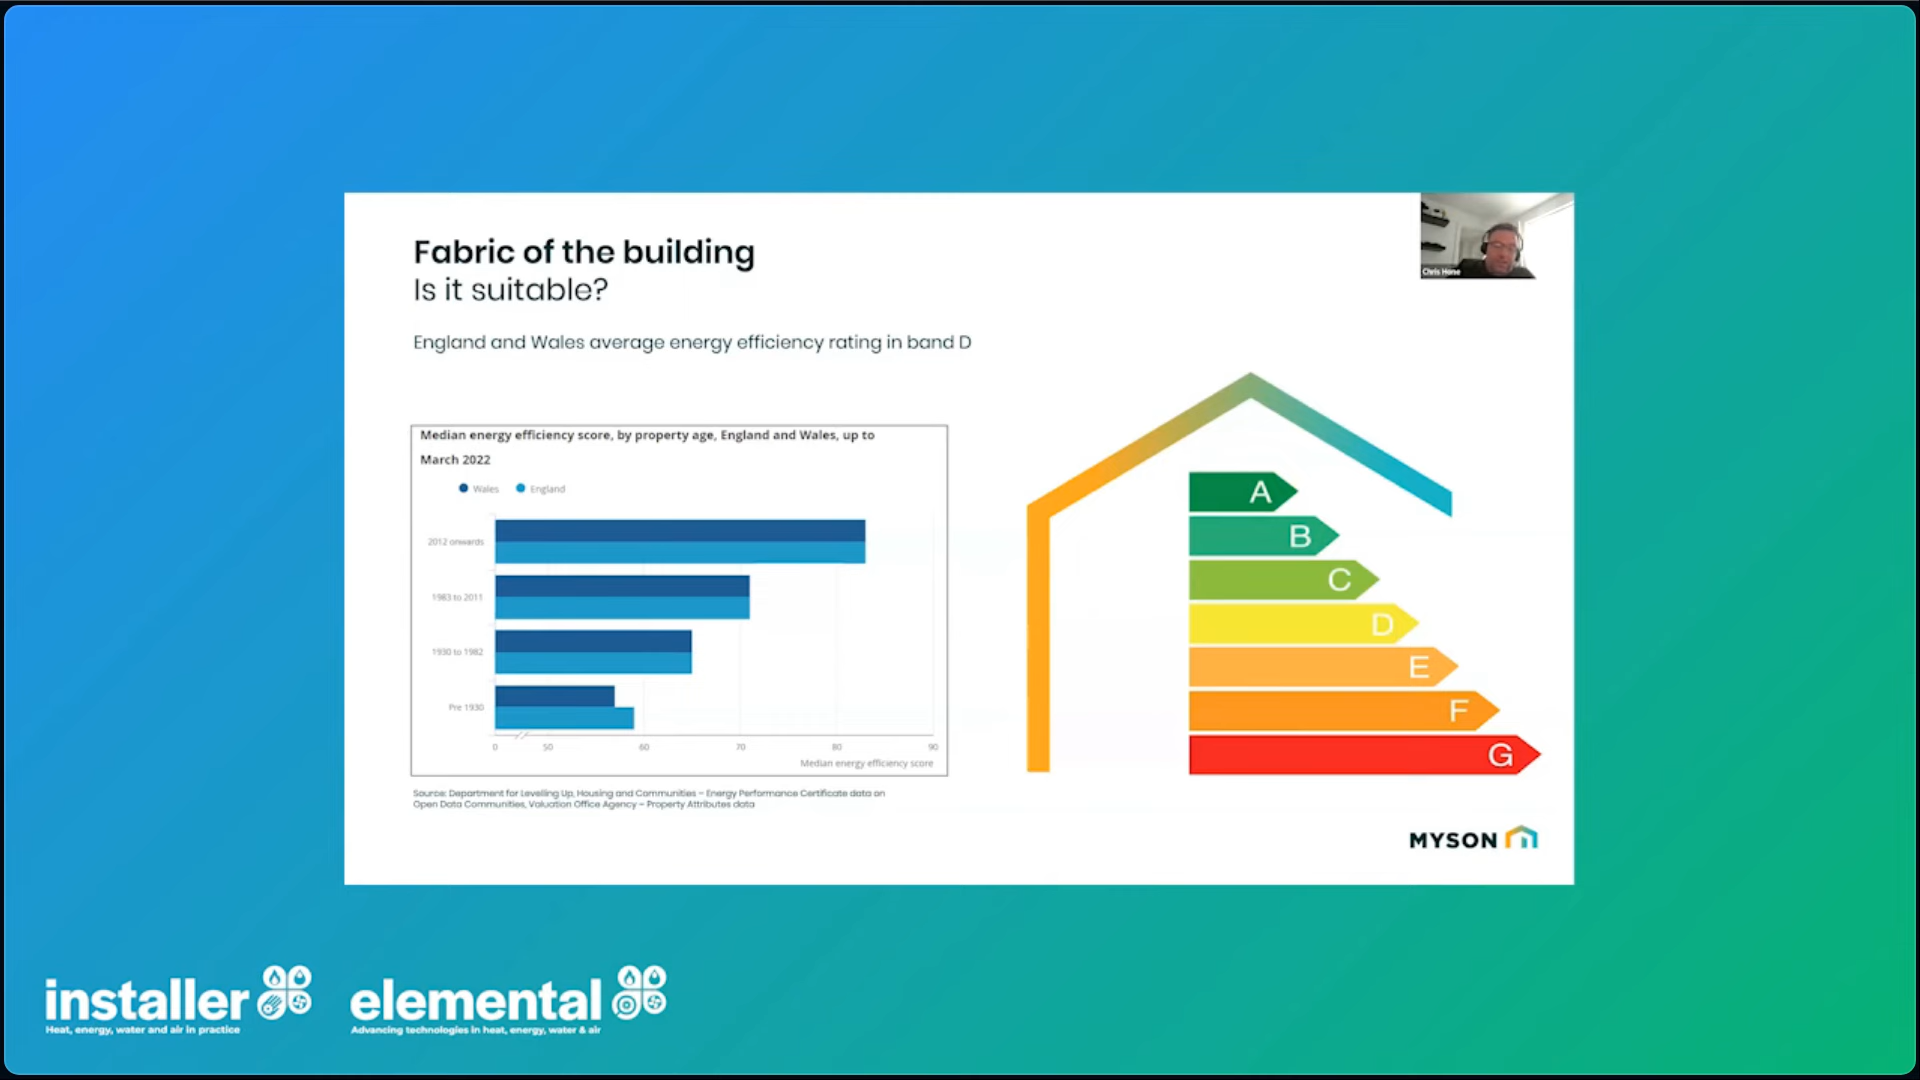 Fabric of the building
Is it suitable?
England and Wales average energy efficiency rating in band D
Chris Hone
Median energy efficiency score, by property age, England and Wales, up to
March 2022
Wales England
2012 onwards
1983 to 2011
1930 to 1982
Pre 1930
0 50 60 70 80 90
Median energy efficiency score
Source: Department for Levelling Up, Housing and Communities – Energy Performance Certificate data on
Open Data Communities, Valuation Office Agency – Property Attributes data
A
B
C
D
E
F
G
MYSON
installer
Heat, energy, water and air in practice
elemental
Advancing technologies in heat, energy, water & air